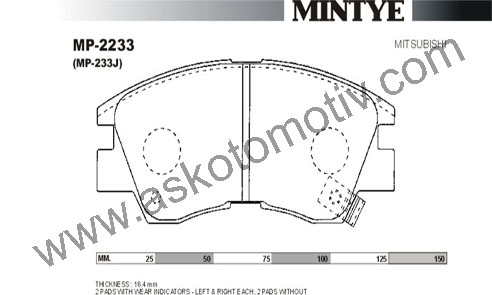 MINTYE
MP-2233
(MP-233J)
MITSUBISHI
www.askotomotiv.com
MM. 25 50 75 100 125 150
THICKNESS : 16.4 mm
2 PADS WITH WEAR INDICATORS - LEFT & RIGHT EACH, 2 PADS WITHOUT